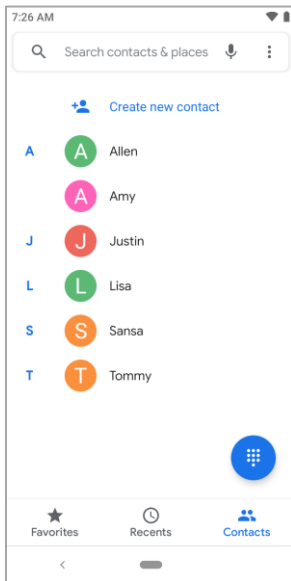 7:26 AM
Search contacts & places
Create new contact
A A Allen
A Amy
J J Justin
L L Lisa
S S Sansa
T T Tommy
Favorites Recents Contacts